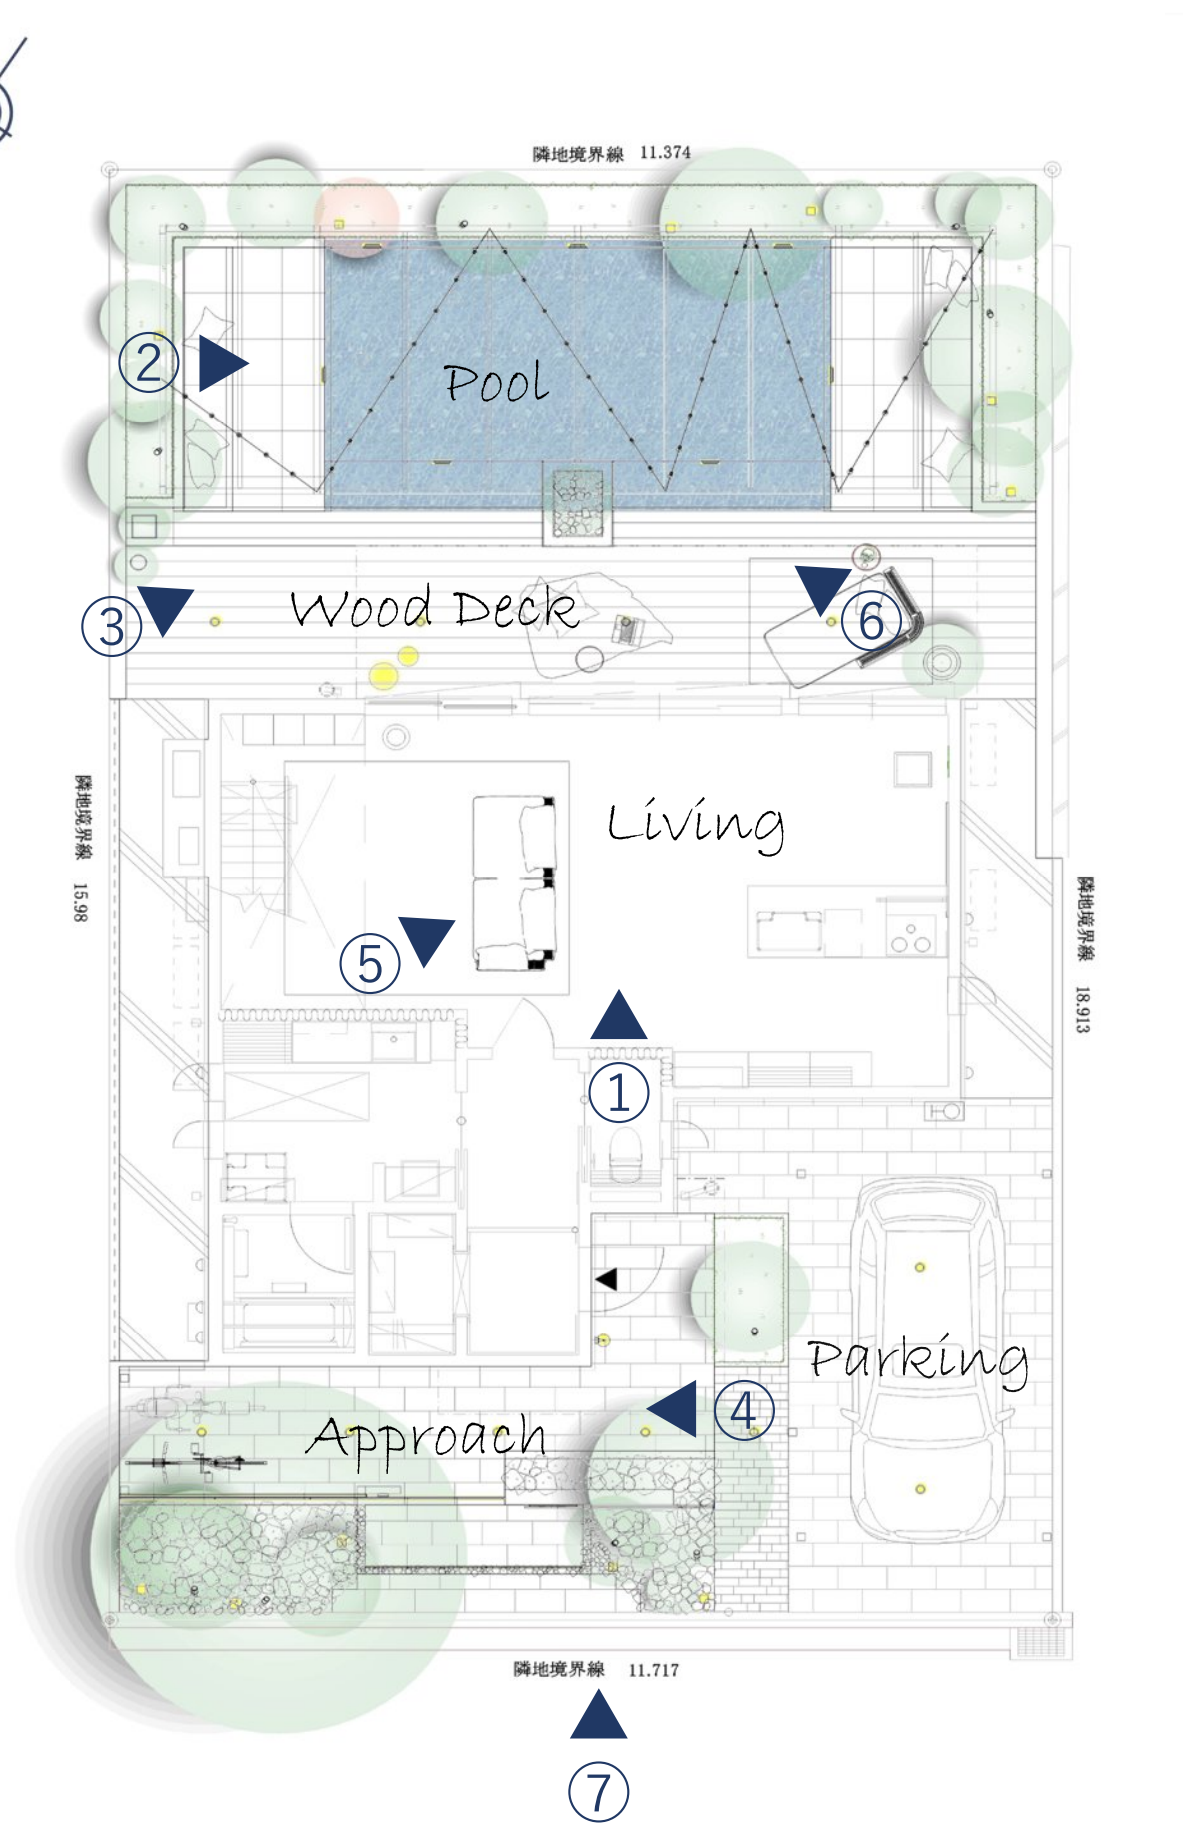 隣地境界線 11.374
②
Pool
③
Wood Deck
⑥
隣地境界線 15.98
Living
隣地境界線 18.913
⑤
①
Parking
④
Approach
隣地境界線 11.717
⑦